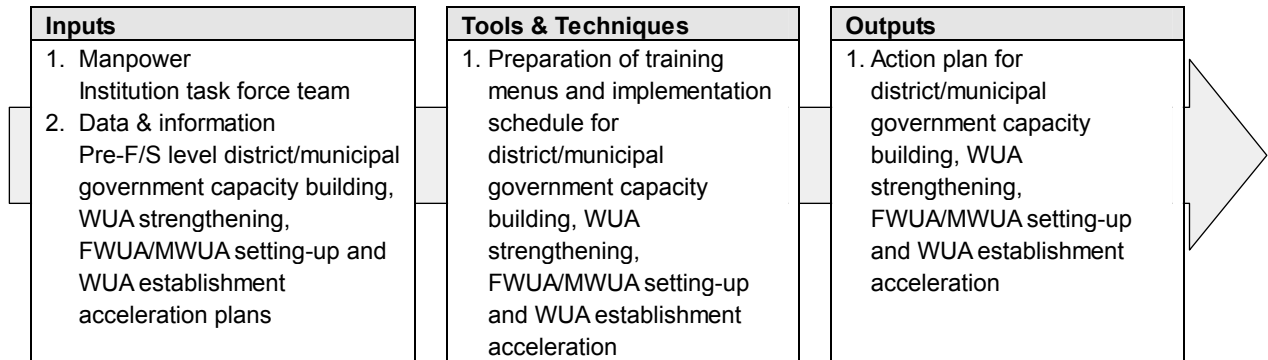 Inputs
1. Manpower
Institution task force team
2. Data & information
Pre-F/S level district/municipal
government capacity building,
WUA strengthening,
FWUA/MWUA setting-up and
WUA establishment
acceleration plans
Tools & Techniques
1. Preparation of training
menus and implementation
schedule for
district/municipal
government capacity
building, WUA
strengthening,
FWUA/MWUA setting-up
and WUA establishment
acceleration
Outputs
1. Action plan for
district/municipal
government capacity
building, WUA
strengthening,
FWUA/MWUA setting-up
and WUA establishment
acceleration